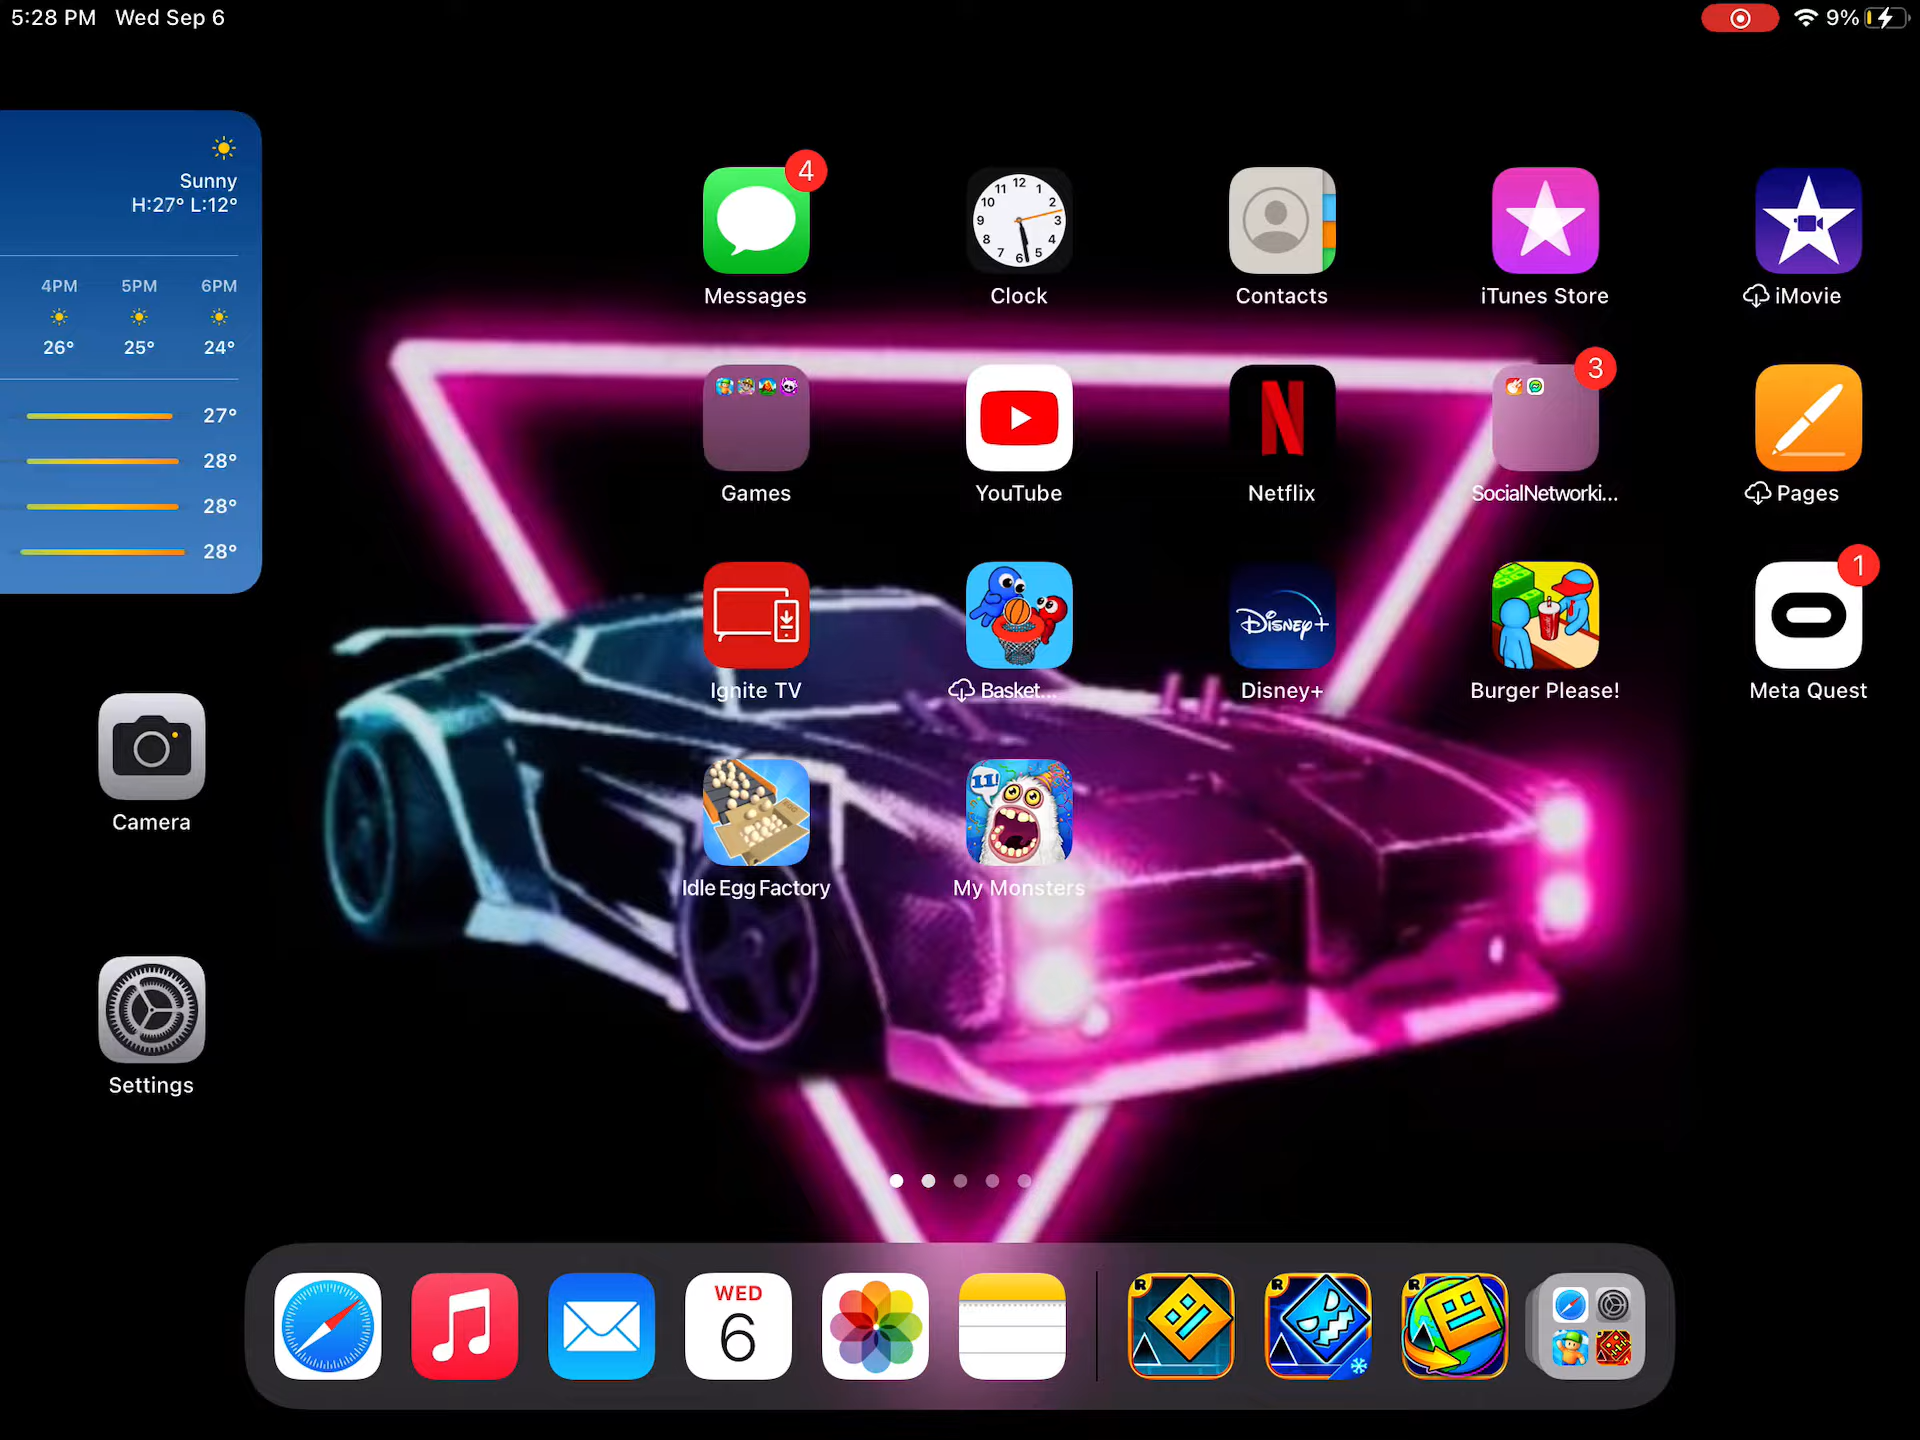 5:28 PM Wed Sep 6
9%
Sunny
H:27° L:12°
4PM 5PM 6PM
26° 25° 24°
27°
28°
28°
28°
Camera
Settings
4
Messages
Clock
Contacts
iTunes Store
iMovie
Games
YouTube
N
Netflix
3
SocialNetworki...
Pages
Ignite TV
Basket...
Disney+
Disney+
Burger Please!
1
Meta Quest
Idle Egg Factory
11!
My Monsters
WED
6
R
R
R